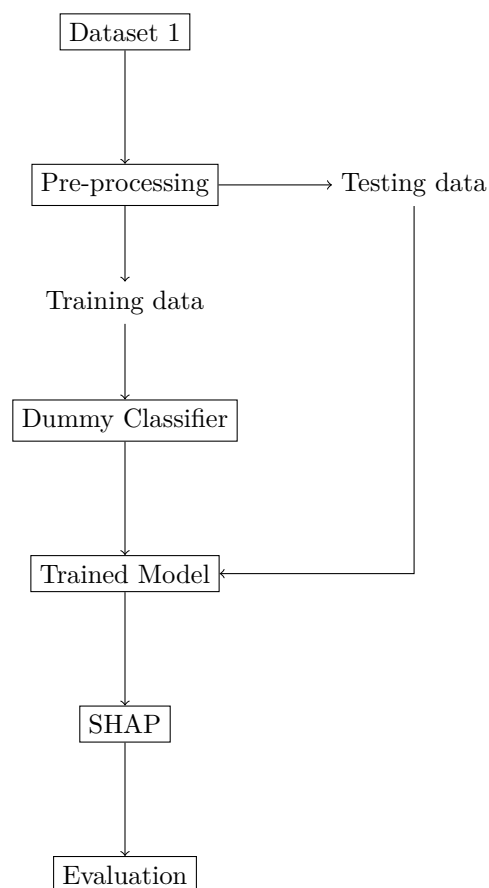 Dataset 1
Pre-processing
Testing data
Training data
Dummy Classifier
Trained Model
SHAP
Evaluation